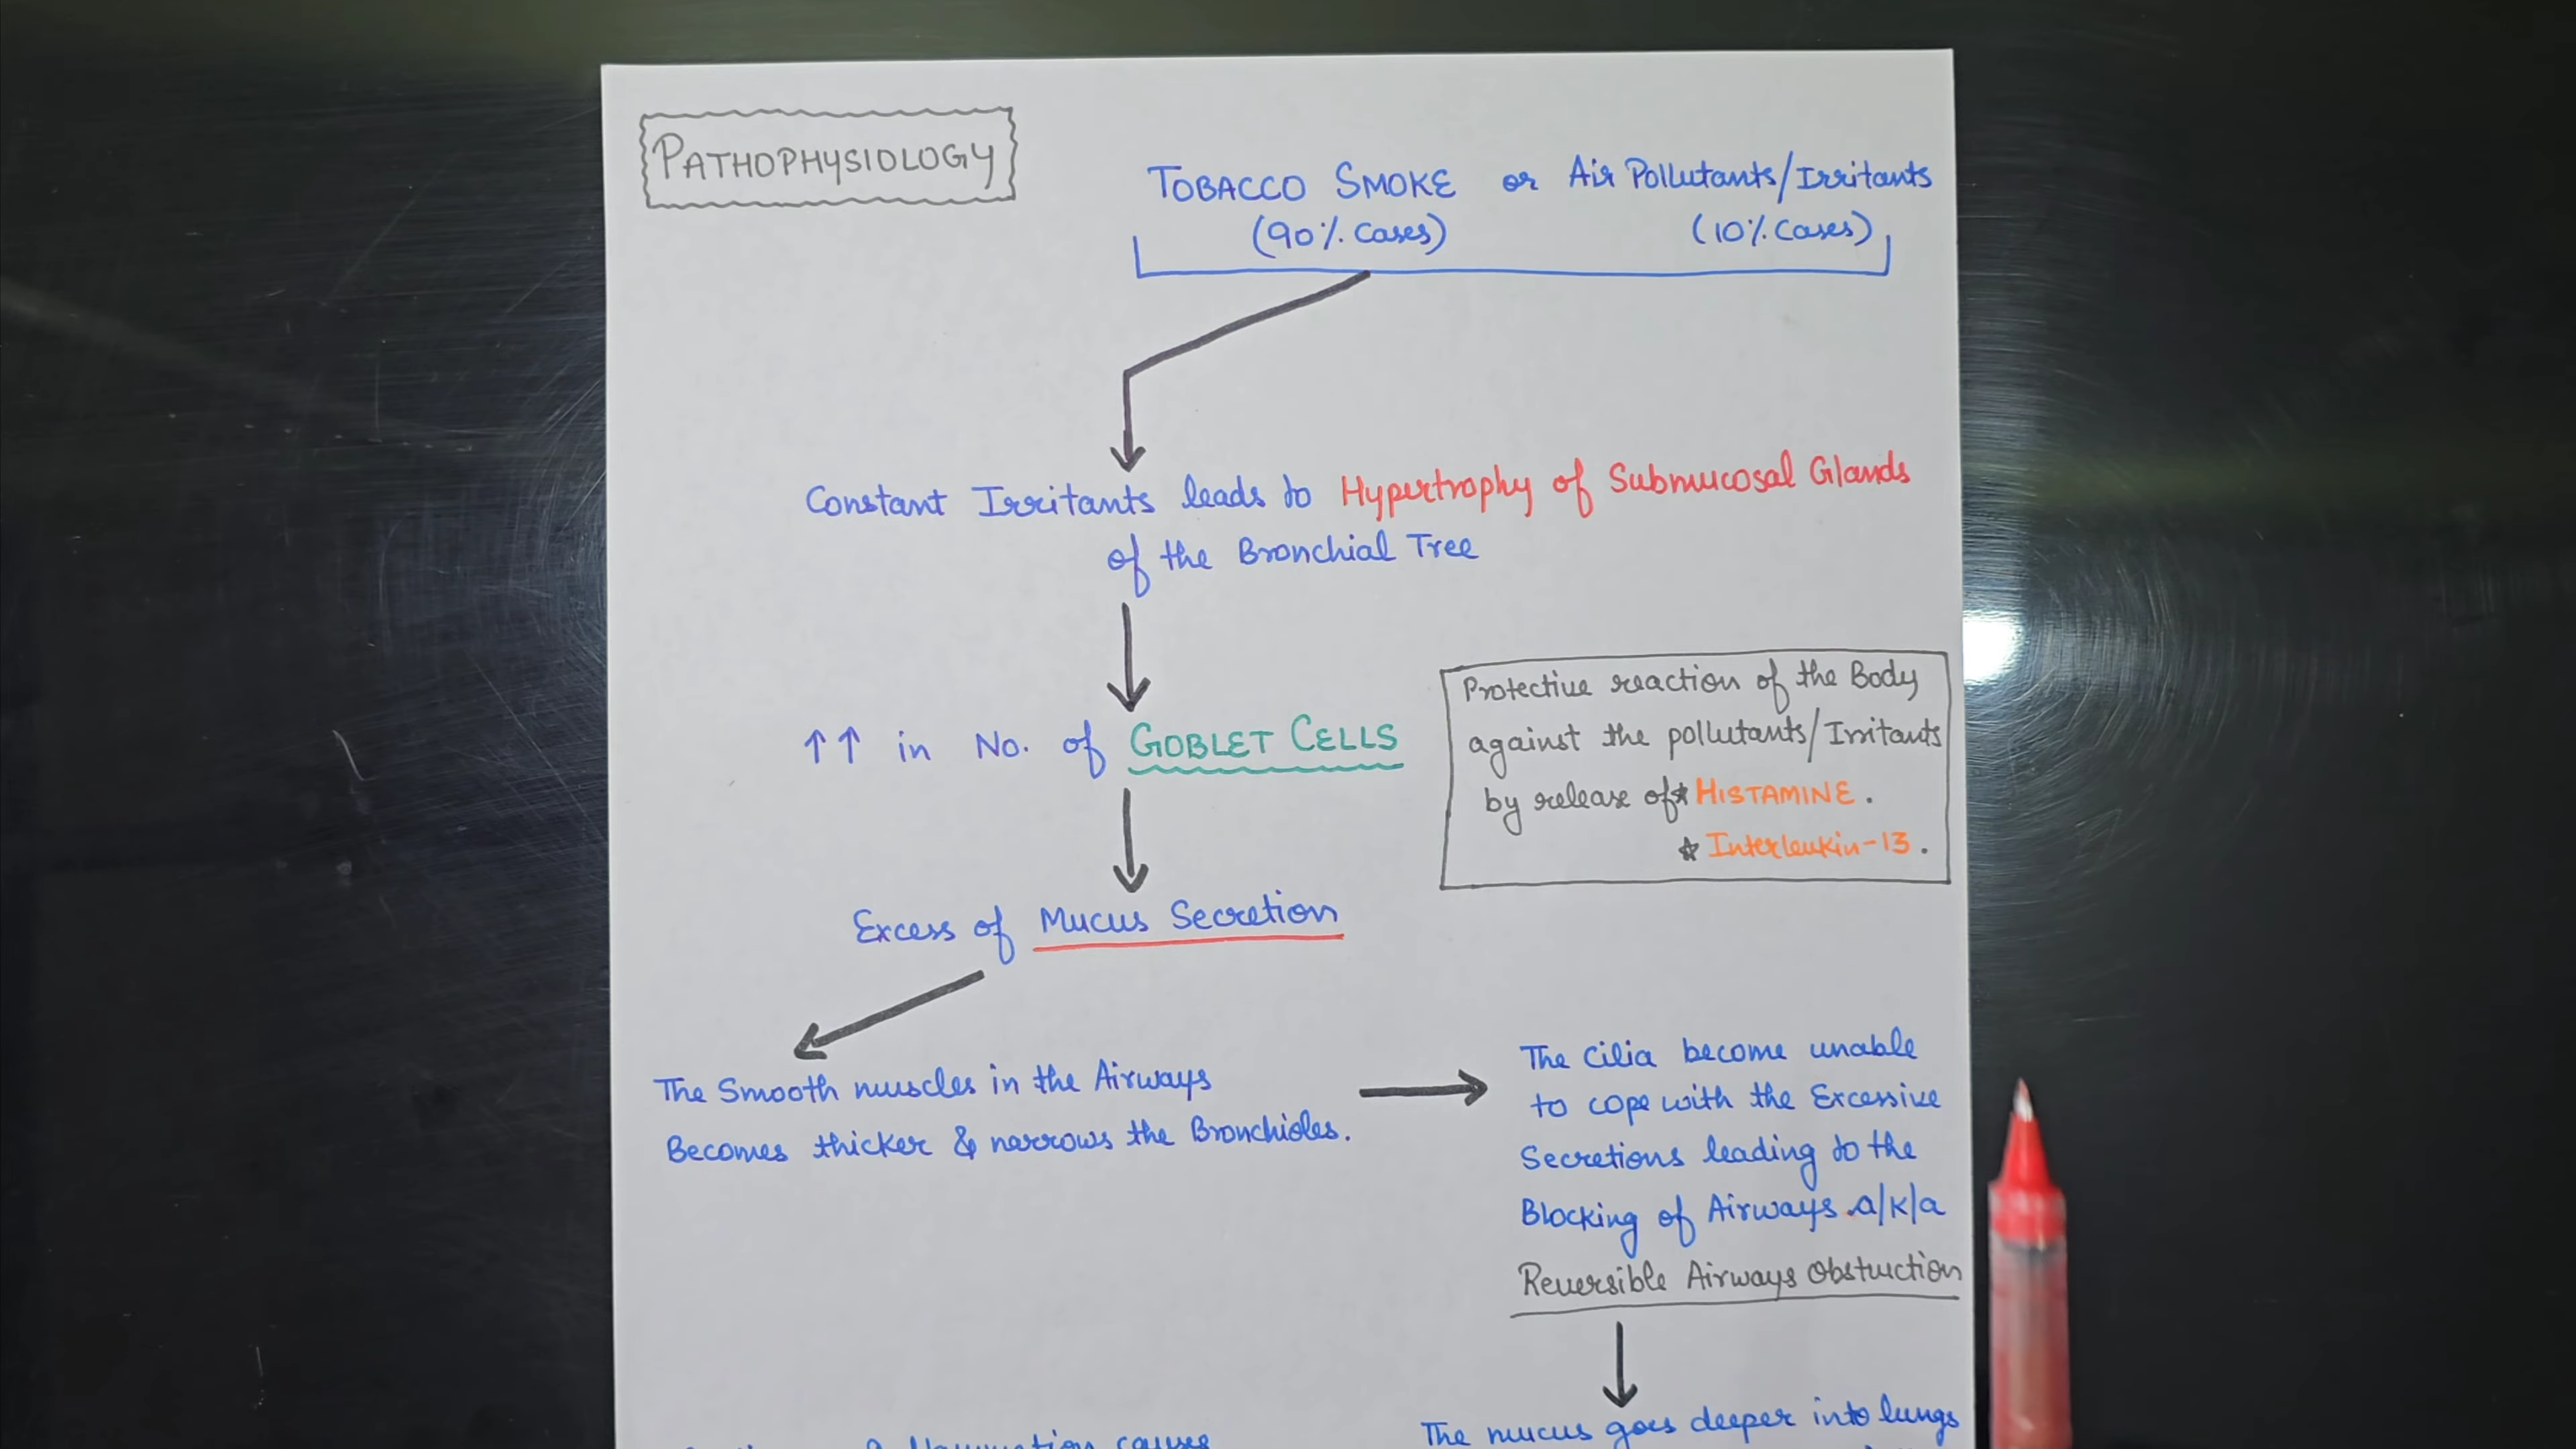 PATHOPHYSIOLOGY
TOBACCO SMOKE or Air Pollutants/Irritants
(90% Cases) (10% Cases)
Constant Irritants leads to Hypertrophy of Submucosal Glands
of the Bronchial Tree
↑↑ in No. of GOBLET CELLS
Protective reaction of the Body
against the pollutants/Irritants
by release of * HISTAMINE.
* Interleukin-13.
Excess of Mucus Secretion
The Smooth muscles in the Airways
Becomes thicker & narrows the Bronchioles.
The Cilia become unable
to cope with the Excessive
Secretions leading to the
Blocking of Airways a/k/a
Reversible Airways Obstruction
The mucus goes deeper into lungs
causes